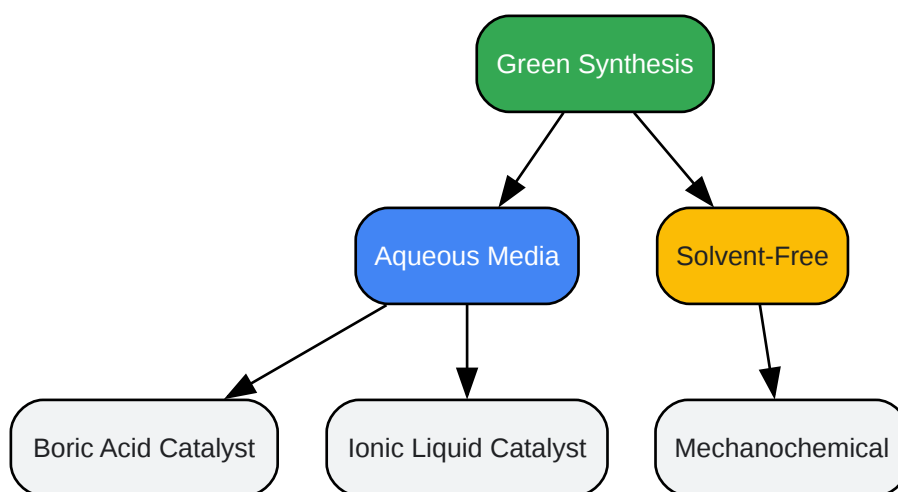 Green Synthesis
Aqueous Media
Solvent-Free
Boric Acid Catalyst
Ionic Liquid Catalyst
Mechanochemical